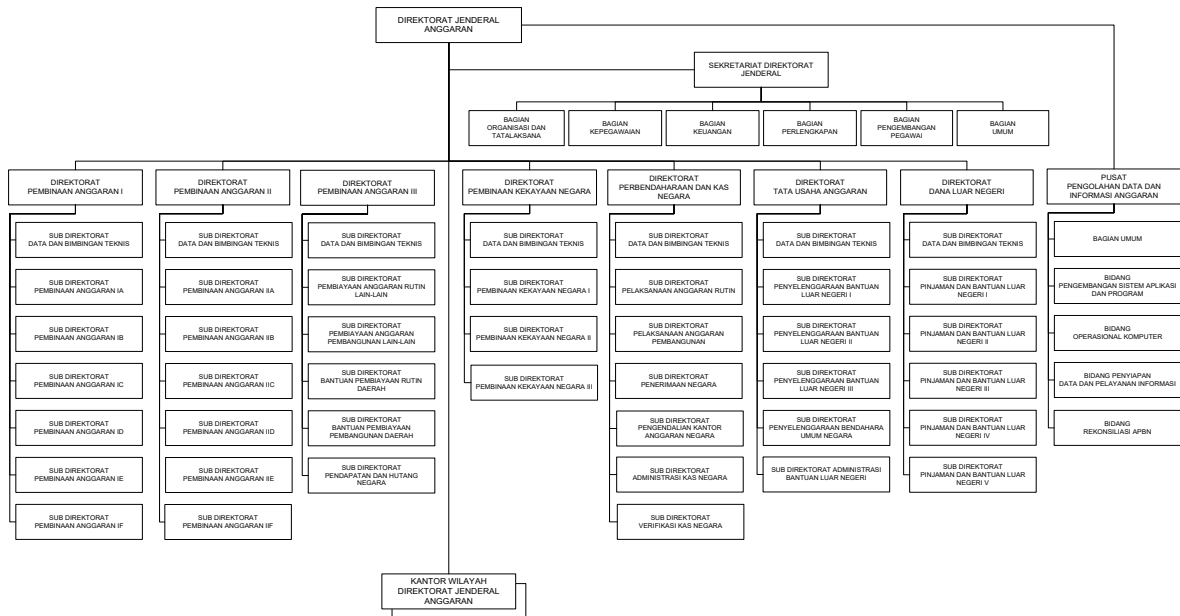 DIREKTORAT JENDERAL
ANGGARAN
SEKRETARIAT DIREKTORAT
JENDERAL
BAGIAN
ORGANISASI DAN
TATALAKSANA
BAGIAN
KEPEGAWAIAN
BAGIAN
KEUANGAN
BAGIAN
PERLENGKAPAN
BAGIAN
PENGEMBANGAN
PEGAWAI
BAGIAN
UMUM
DIREKTORAT
PEMBINAAN ANGGARAN I
SUB DIREKTORAT
DATA DAN BIMBINGAN TEKNIS
SUB DIREKTORAT
PEMBINAAN ANGGARAN IA
SUB DIREKTORAT
PEMBINAAN ANGGARAN IB
SUB DIREKTORAT
PEMBINAAN ANGGARAN IC
SUB DIREKTORAT
PEMBINAAN ANGGARAN ID
SUB DIREKTORAT
PEMBINAAN ANGGARAN IE
SUB DIREKTORAT
PEMBINAAN ANGGARAN IF
DIREKTORAT
PEMBINAAN ANGGARAN II
SUB DIREKTORAT
DATA DAN BIMBINGAN TEKNIS
SUB DIREKTORAT
PEMBINAAN ANGGARAN IIA
SUB DIREKTORAT
PEMBINAAN ANGGARAN IIB
SUB DIREKTORAT
PEMBINAAN ANGGARAN IIC
SUB DIREKTORAT
PEMBINAAN ANGGARAN IID
SUB DIREKTORAT
PEMBINAAN ANGGARAN IIE
SUB DIREKTORAT
PEMBINAAN ANGGARAN IIF
DIREKTORAT
PEMBINAAN ANGGARAN III
SUB DIREKTORAT
DATA DAN BIMBINGAN TEKNIS
SUB DIREKTORAT
PEMBIAYAAN ANGGARAN RUTIN
LAIN-LAIN
SUB DIREKTORAT
PEMBIAYAAN ANGGARAN
PEMBANGUNAN LAIN-LAIN
SUB DIREKTORAT
BANTUAN PEMBIAYAAN RUTIN
DAERAH
SUB DIREKTORAT
BANTUAN PEMBIAYAAN
PEMBANGUNAN DAERAH
SUB DIREKTORAT
PENDAPATAN DAN HUTANG
NEGARA
DIREKTORAT
PEMBINAAN KEKAYAAN NEGARA
SUB DIREKTORAT
DATA DAN BIMBINGAN TEKNIS
SUB DIREKTORAT
PEMBINAAN KEKAYAAN NEGARA I
SUB DIREKTORAT
PEMBINAAN KEKAYAAN NEGARA II
SUB DIREKTORAT
PEMBINAAN KEKAYAAN NEGARA III
DIREKTORAT
PERBENDAHARAAN DAN KAS
NEGARA
SUB DIREKTORAT
DATA DAN BIMBINGAN TEKNIS
SUB DIREKTORAT
PELAKSANAAN ANGGARAN RUTIN
SUB DIREKTORAT
PELAKSANAAN ANGGARAN
PEMBANGUNAN
SUB DIREKTORAT
PENERIMAAN NEGARA
SUB DIREKTORAT
PENGENDALIAN KANTOR
ANGGARAN NEGARA
SUB DIREKTORAT
ADMINISTRASI KAS NEGARA
SUB DIREKTORAT
VERIFIKASI KAS NEGARA
DIREKTORAT
TATA USAHA ANGGARAN
SUB DIREKTORAT
DATA DAN BIMBINGAN TEKNIS
SUB DIREKTORAT
PENYELENGGARAAN BANTUAN
LUAR NEGERI I
SUB DIREKTORAT
PENYELENGGARAAN BANTUAN
LUAR NEGERI II
SUB DIREKTORAT
PENYELENGGARAAN BANTUAN
LUAR NEGERI III
SUB DIREKTORAT
PENYELENGGARAAN BENDAHARA
UMUM NEGARA
SUB DIREKTORAT ADMINISTRASI
BANTUAN LUAR NEGERI
DIREKTORAT
DANA LUAR NEGERI
SUB DIREKTORAT
DATA DAN BIMBINGAN TEKNIS
SUB DIREKTORAT
PINJAMAN DAN BANTUAN LUAR
NEGERI I
SUB DIREKTORAT
PINJAMAN DAN BANTUAN LUAR
NEGERI II
SUB DIREKTORAT
PINJAMAN DAN BANTUAN LUAR
NEGERI III
SUB DIREKTORAT
PINJAMAN DAN BANTUAN LUAR
NEGERI IV
SUB DIREKTORAT
PINJAMAN DAN BANTUAN LUAR
NEGERI V
PUSAT
PENGOLAHAN DATA DAN
INFORMASI ANGGARAN
BAGIAN UMUM
BIDANG
PENGEMBANGAN SISTEM APLIKASI
DAN PROGRAM
BIDANG
OPERASIONAL KOMPUTER
BIDANG PENYIAPAN
DATA DAN PELAYANAN INFORMASI
BIDANG
REKONSILIASI APBN
KANTOR WILAYAH
DIREKTORAT JENDERAL
ANGGARAN